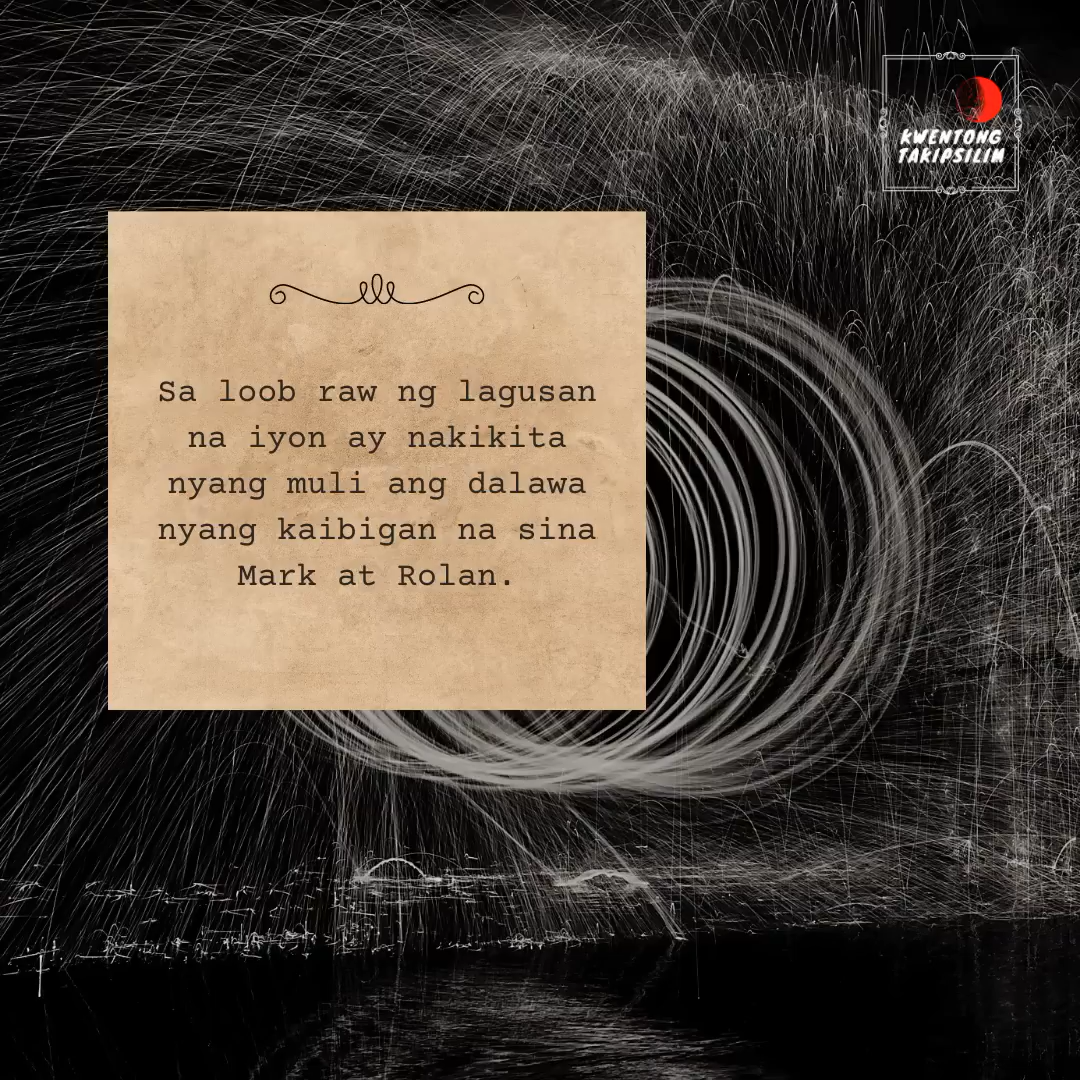 KWENTONG
TAKIPSILIM
Sa loob raw ng lagusan
na iyon ay nakikita
nyang muli ang dalawa
nyang kaibigan na sina
Mark at Rolan.